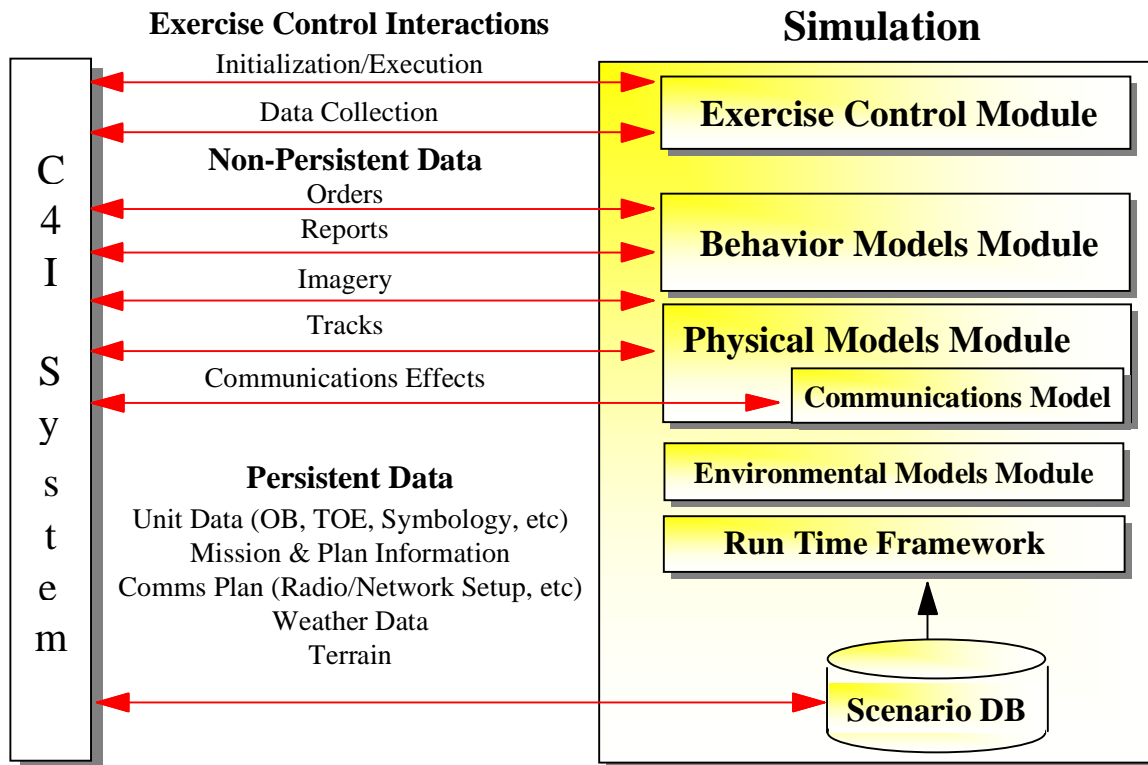 Exercise Control Interactions
Simulation
C4I System
Initialization/Execution
Data Collection
Non-Persistent Data
Orders
Reports
Imagery
Tracks
Communications Effects
Persistent Data
Unit Data (OB, TOE, Symbology, etc)
Mission & Plan Information
Comms Plan (Radio/Network Setup, etc)
Weather Data
Terrain
Exercise Control Module
Behavior Models Module
Physical Models Module
Communications Model
Environmental Models Module
Run Time Framework
Scenario DB